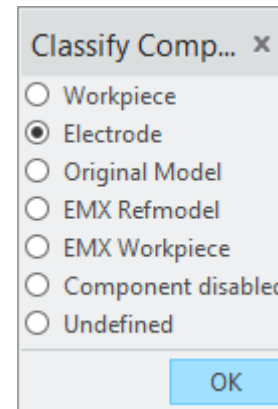 Classify Comp...
Workpiece
Electrode
Original Model
EMX Refmodel
EMX Workpiece
Component disabled
Undefined
OK